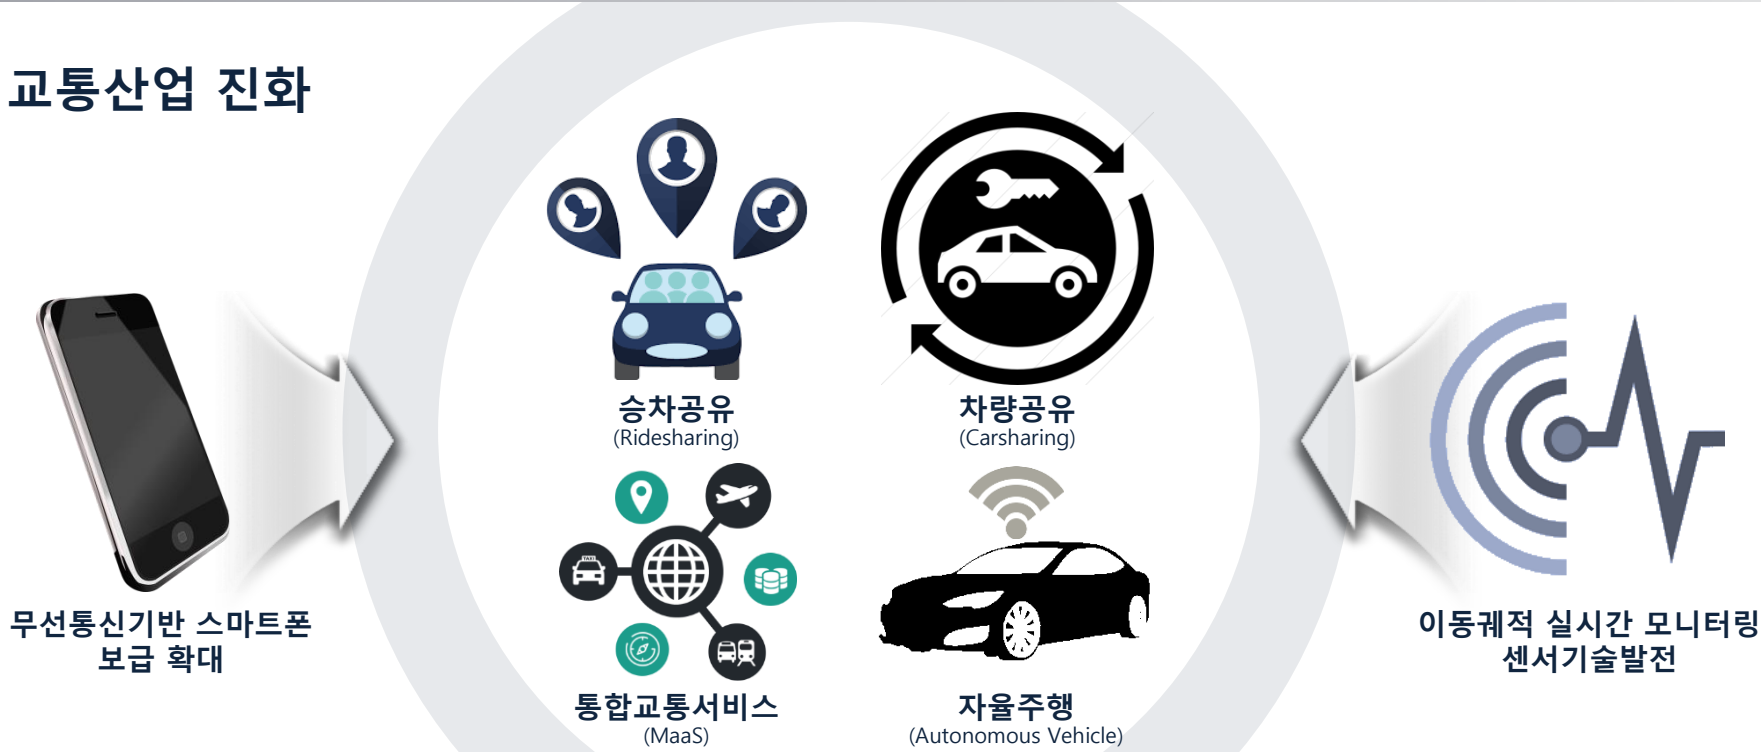 교통산업 진화
승차공유
(Ridesharing)
차량공유
(Carsharing)
무선통신기반 스마트폰
보급 확대
TAXI
통합교통서비스
(MaaS)
자율주행
(Autonomous Vehicle)
이동궤적 실시간 모니터링
센서기술발전